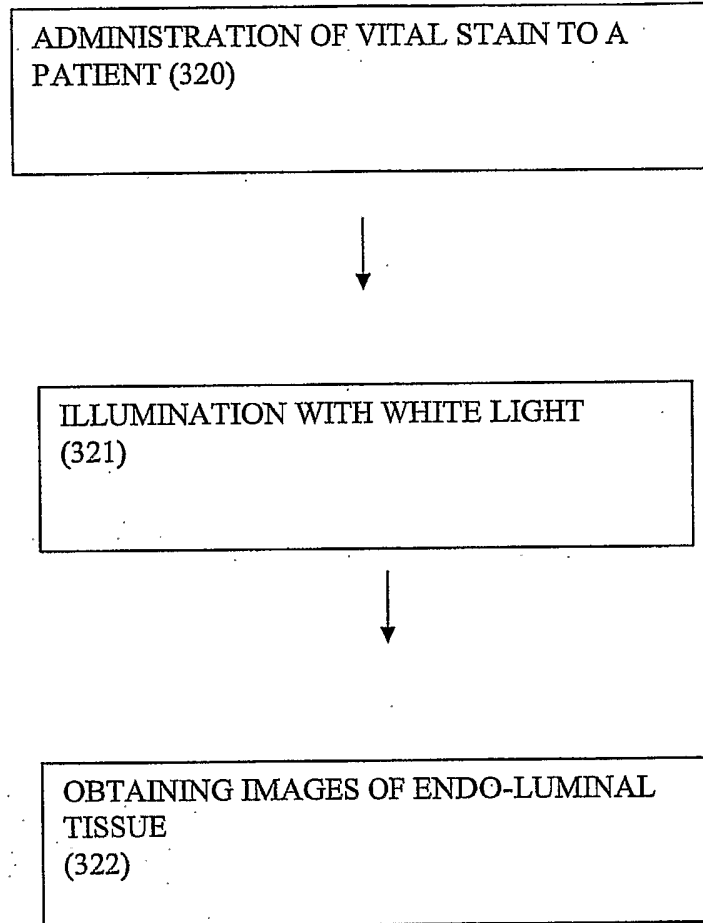 ADMINISTRATION OF VITAL STAIN TO A
PATIENT (320)
ILLUMINATION WITH WHITE LIGHT
(321)
OBTAINING IMAGES OF ENDO-LUMINAL
TISSUE
(322)